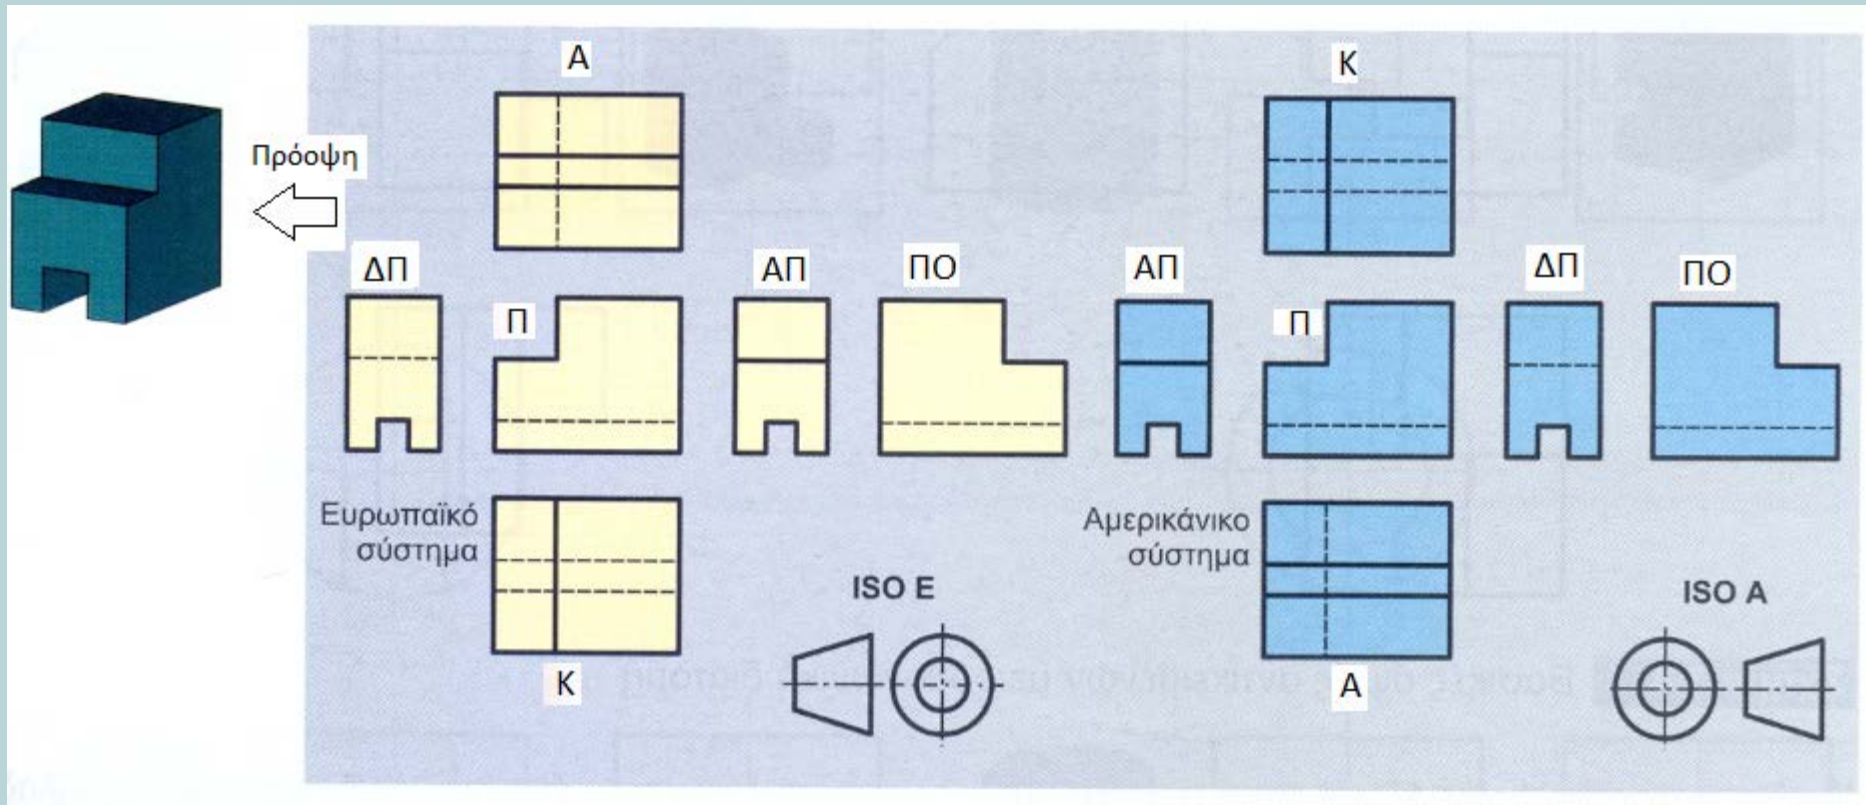 Πρόοψη
Α
ΔΠ
Π
ΑΠ
ΠΟ
Ευρωπαϊκό
σύστημα
Κ
ISO E
Κ
ΑΠ
Π
ΔΠ
ΠΟ
Αμερικάνικο
σύστημα
Α
ISO A